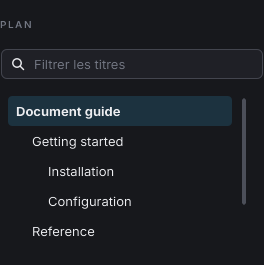 PLAN
Filtrer les titres
Document guide
Getting started
Installation
Configuration
Reference